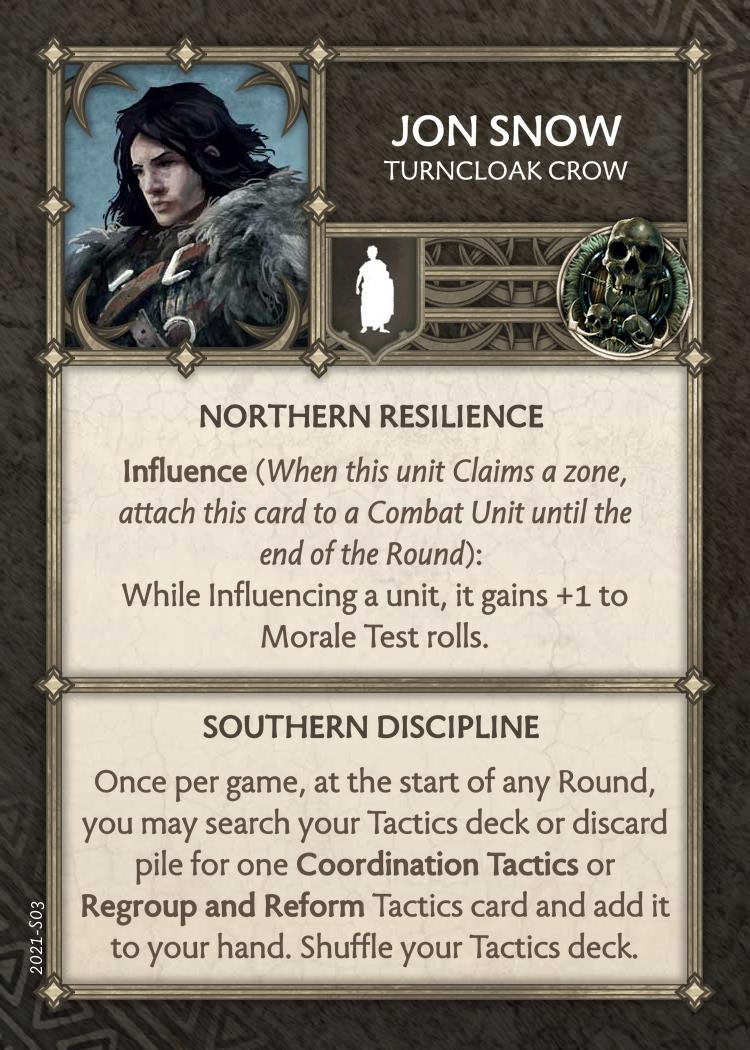 JON SNOW
TURNCLOAK CROW
NORTHERN RESILIENCE
Influence (When this unit Claims a zone,
attach this card to a Combat Unit until the
end of the Round):
While Influencing a unit, it gains +1 to
Morale Test rolls.
SOUTHERN DISCIPLINE
Once per game, at the start of any Round,
you may search your Tactics deck or discard
pile for one Coordination Tactics or
Regroup and Reform Tactics card and add it
to your hand. Shuffle your Tactics deck.
2021-S03